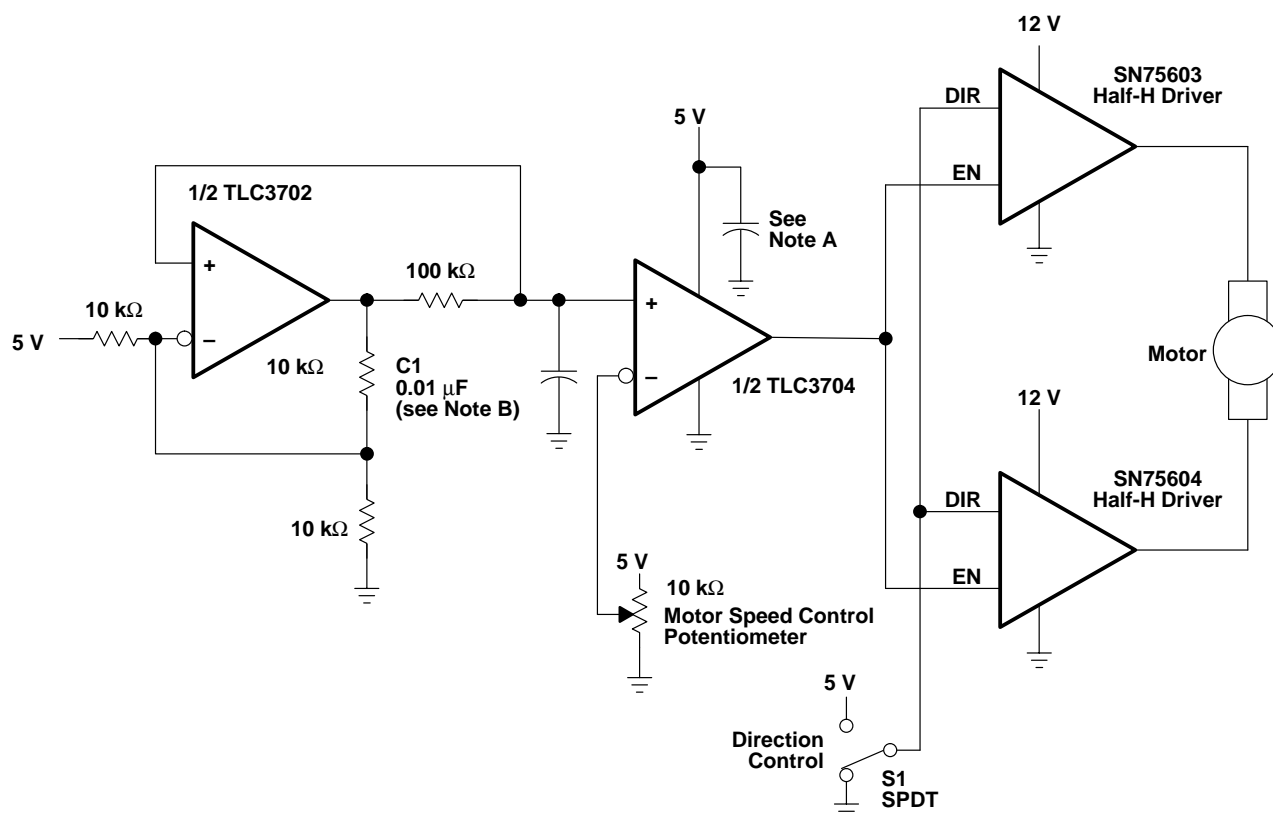 12 V
SN75603
Half-H Driver
DIR
EN
5 V
See
Note A
1/2 TLC3702
+
–
100 kΩ
10 kΩ
5 V
10 kΩ
C1
0.01 μF
(see Note B)
10 kΩ
+
–
1/2 TLC3704
Motor
5 V
10 kΩ
Motor Speed Control
Potentiometer
12 V
SN75604
Half-H Driver
DIR
EN
5 V
Direction
Control
S1
SPDT